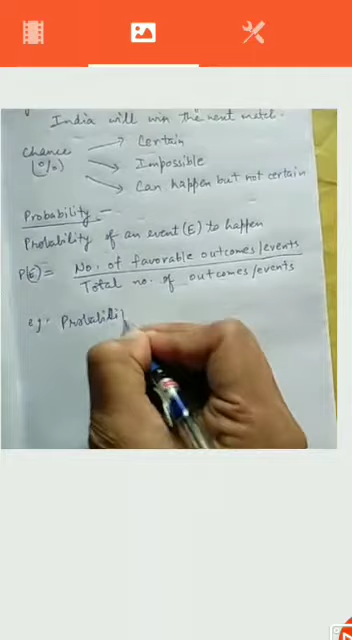 India will win the next match.
Chance → Certain
(%) → Impossible
→ Can happen but not certain
Probability :-
Probability of an event (E) to happen
P(E) = No. of favorable outcomes/events
Total no. of outcomes/events
eg:- Probabili